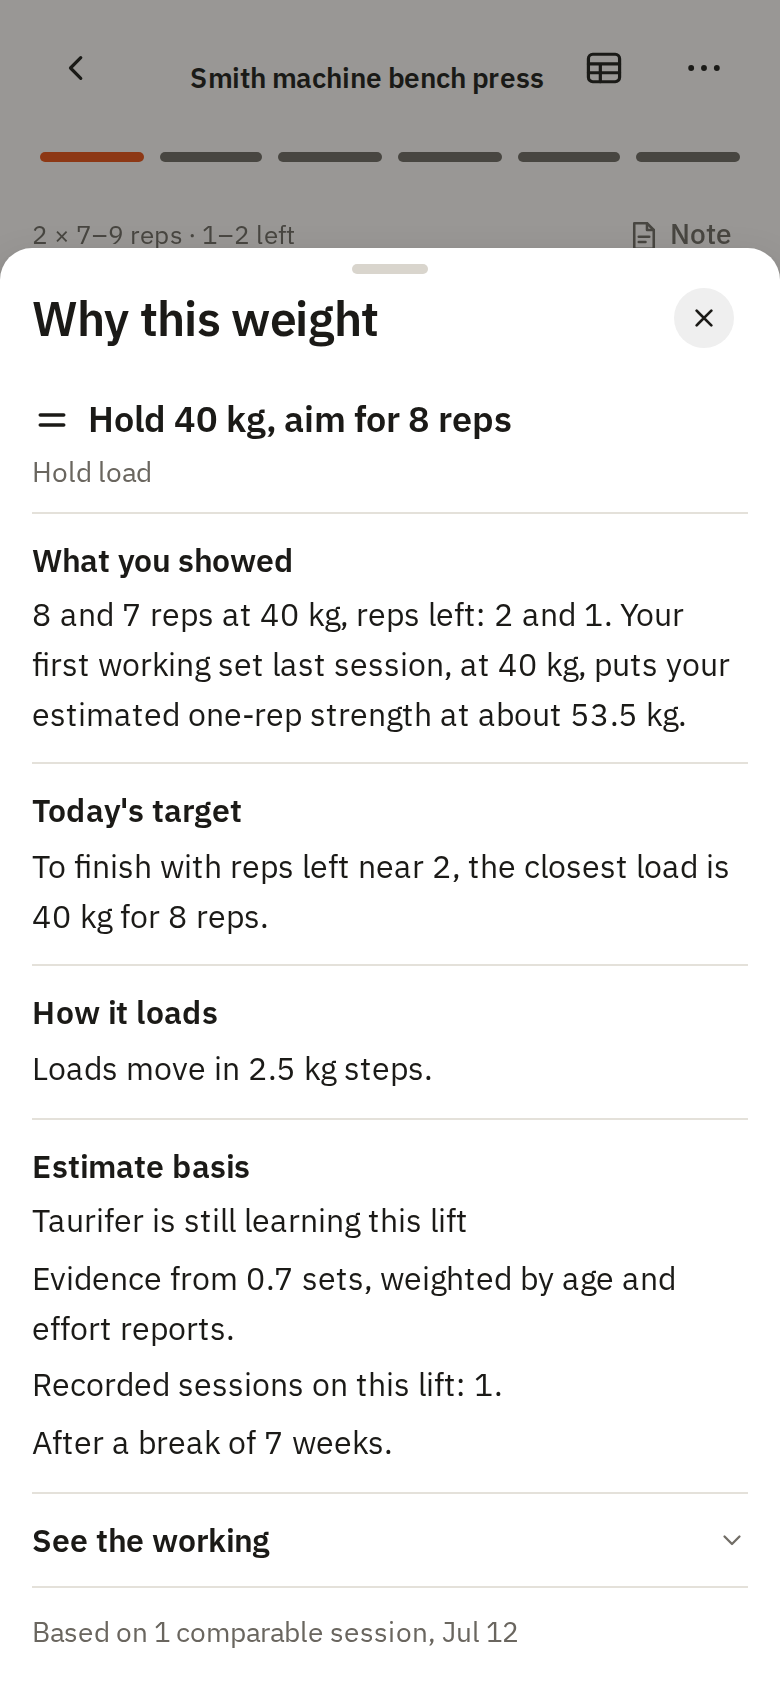 Smith machine bench press
2 × 7–9 reps · 1–2 left
Note
Why this weight
Hold 40 kg, aim for 8 reps
Hold load
What you showed
8 and 7 reps at 40 kg, reps left: 2 and 1. Your
first working set last session, at 40 kg, puts your
estimated one-rep strength at about 53.5 kg.
Today's target
To finish with reps left near 2, the closest load is
40 kg for 8 reps.
How it loads
Loads move in 2.5 kg steps.
Estimate basis
Taurifer is still learning this lift
Evidence from 0.7 sets, weighted by age and
effort reports.
Recorded sessions on this lift: 1.
After a break of 7 weeks.
See the working
Based on 1 comparable session, Jul 12